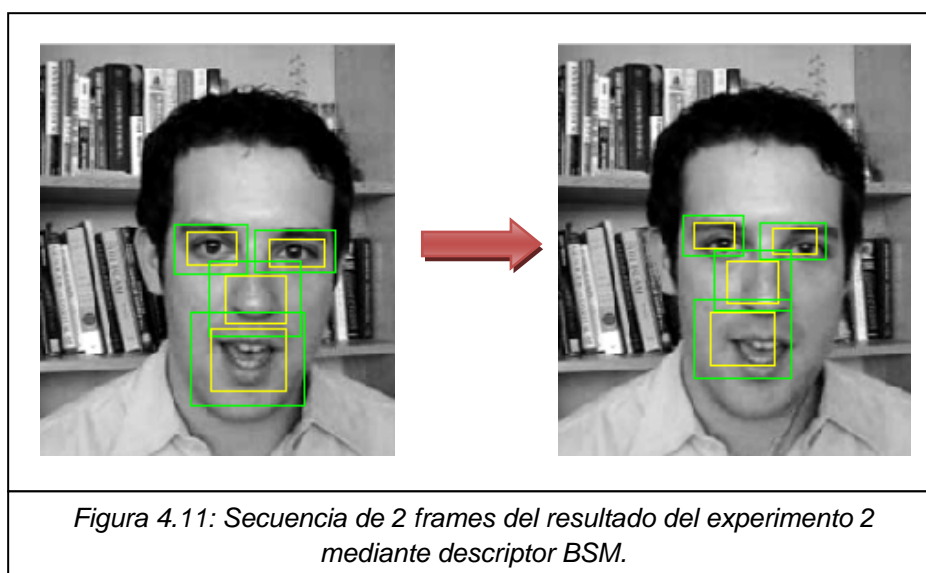 Figura 4.11: Secuencia de 2 frames del resultado del experimento 2
mediante descriptor BSM.